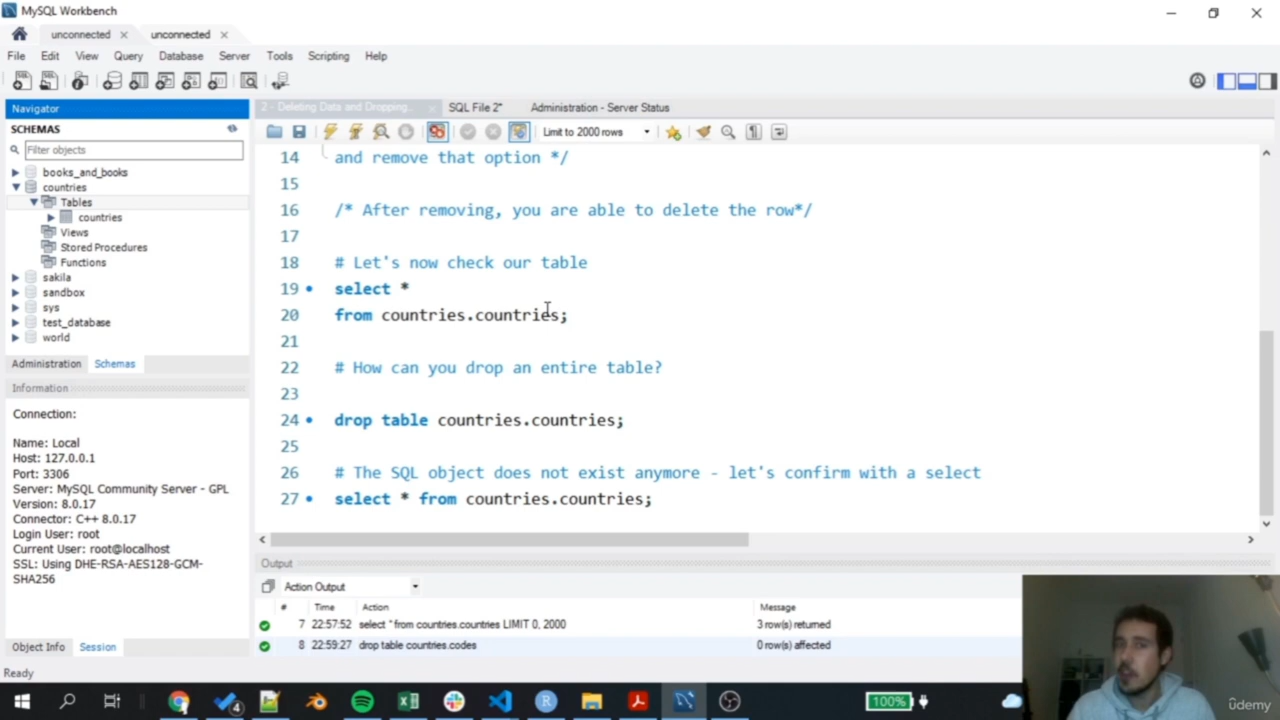 MySQL Workbench
unconnected
unconnected
File Edit View Query Database Server Tools Scripting Help
Navigator
SCHEMAS
Filter objects
books_and_books
countries
Tables
countries
Views
Stored Procedures
Functions
sakila
sandbox
sys
test_database
world
Administration Schemas
Information
Connection:
Name: Local
Host: 127.0.0.1
Port: 3306
Server: MySQL Community Server - GPL
Version: 8.0.17
Connector: C++ 8.0.17
Login User: root
Current User: root@localhost
SSL: Using DHE-RSA-AES128-GCM-
SHA256
Object Info Session
2 - Deleting Data and Dropping... SQL File 2* Administration - Server Status
Limit to 2000 rows
14 and remove that option */
15
16 /* After removing, you are able to delete the row*/
17
18 # Let's now check our table
19 select *
20 from countries.countries;
21
22 # How can you drop an entire table?
23
24 drop table countries.countries;
25
26 # The SQL object does not exist anymore - let's confirm with a select
27 select * from countries.countries;
Output
Action Output
# Time Action Message
7 22:57:52 select * from countries.countries LIMIT 0, 2000 3 row(s) returned
8 22:59:27 drop table countries.codes 0 row(s) affected
Ready
4
100%
ûdemy